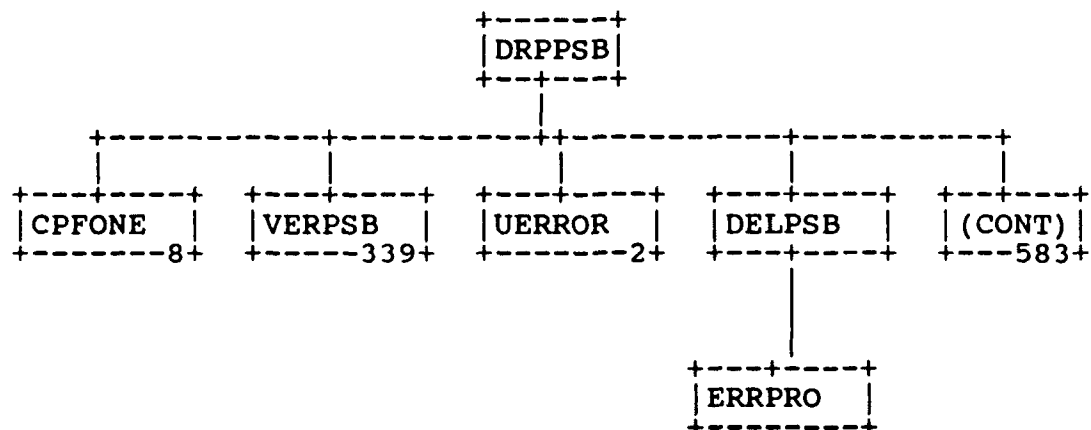 DRPPSB
CPFONE VERPSB UERROR DELPSB (CONT)
8 339 2 583
ERRPRO